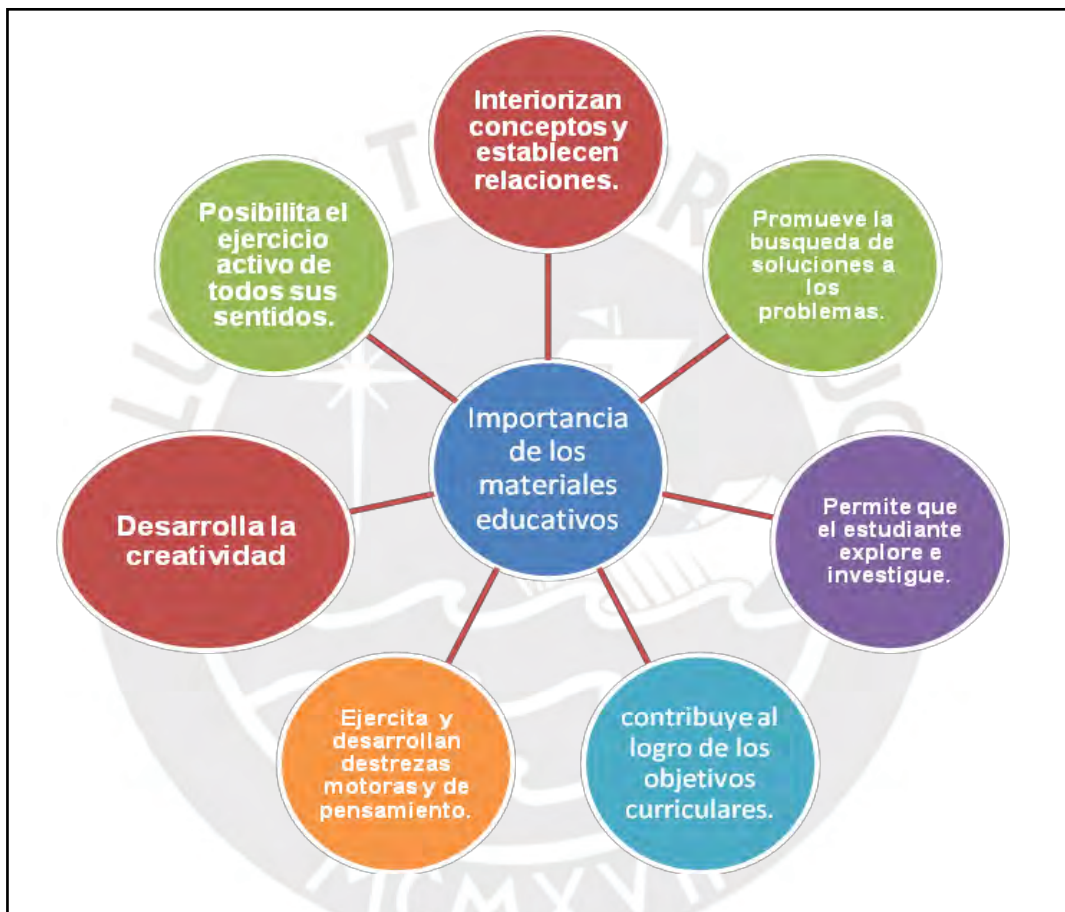 Interiorizan
conceptos y
establecen
relaciones.
Promueve la
busqueda de
soluciones a
los
problemas.
Permite que
el estudiante
explore e
investigue.
contribuye al
logro de los
objetivos
curriculares.
Ejercita y
desarrollan
destrezas
motoras y de
pensamiento.
Desarrolla la
creatividad
Posibilita el
ejercicio
activo de
todos sus
sentidos.
Importancia
de los
materiales
educativos